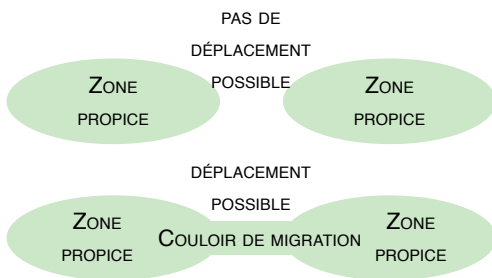 PAS DE
DÉPLACEMENT
POSSIBLE
ZONE
PROPICE
ZONE
PROPICE
DÉPLACEMENT
POSSIBLE
ZONE
PROPICE
COULOIR DE MIGRATION
ZONE
PROPICE